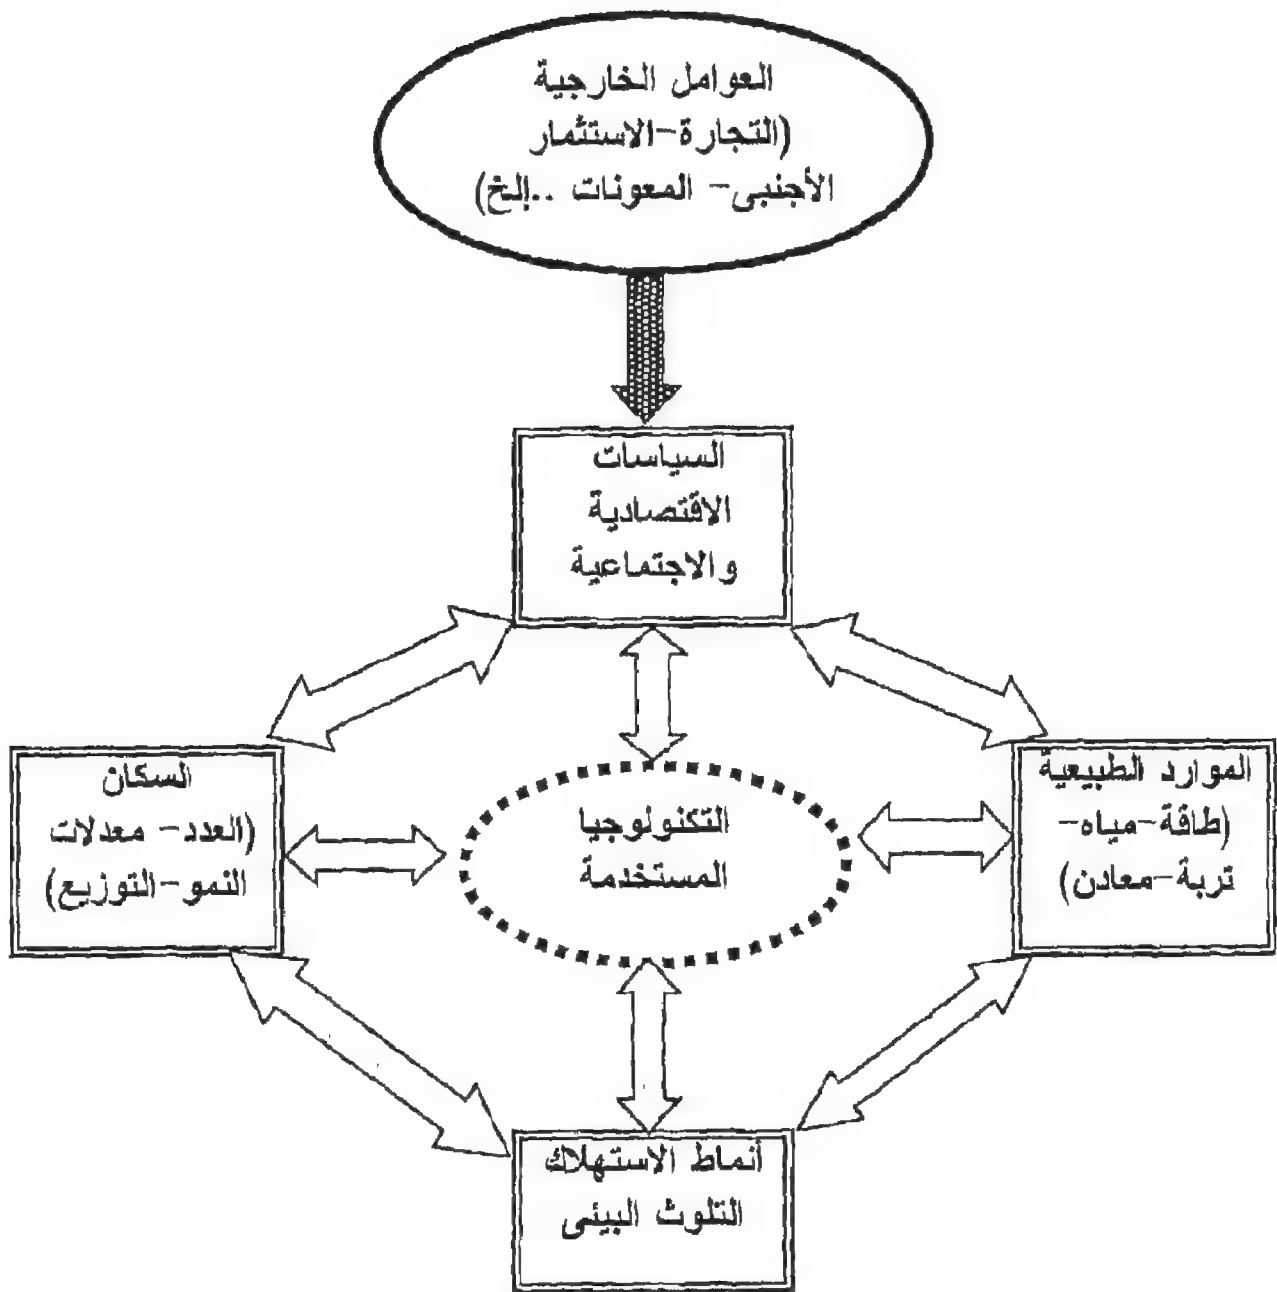 العوامل الخارجية
(التجارة-الاستثمار
الأجنبى- المعونات ..إلخ)
السياسات
الاقتصادية
والاجتماعية
الموارد الطبيعية
(طاقة-مياه-
تربة-معادن)
التكنولوجيا
المستخدمة
السكان
(العدد- معدلات
النمو-التوزيع)
أنماط الاستهلاك
التلوث البيئى